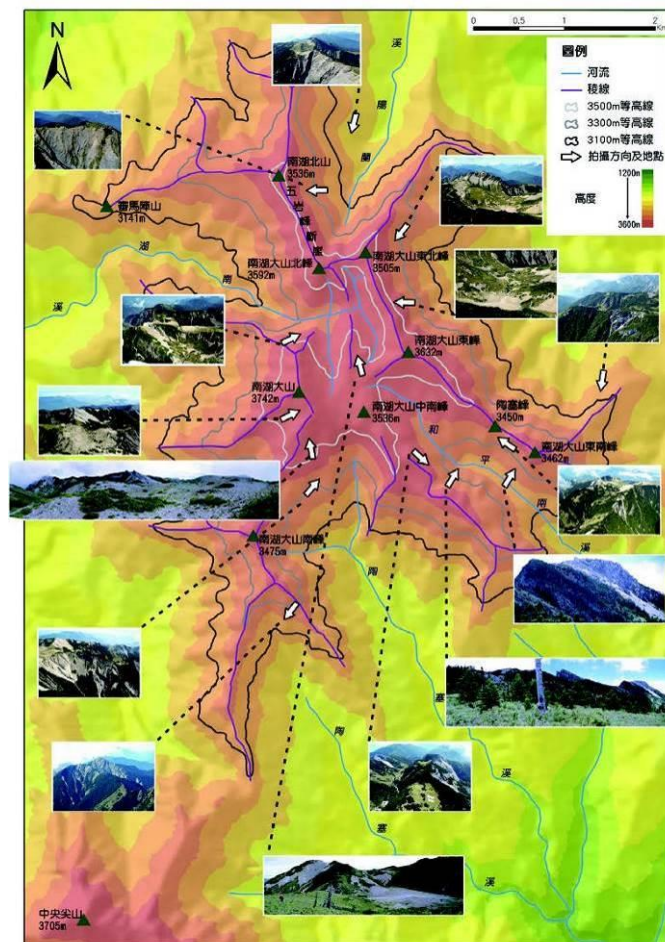 N
0
0.5
1
2
Km
圖例
河流
稜線
3500m等高線
3300m等高線
3100m等高線
拍攝方向及地點
高度
1200m
3600m
溪
闢
蘭
南湖北山
3536m
審馬陣山
3141m
五岩峰斷崖
南湖大山北峰
3592m
南湖大山東北峰
3505m
湖
南
溪
南湖大山東峰
3632m
南湖大山
3742m
南湖大山中南峰
3536m
陶塞峰
3450m
南湖大山東南峰
3462m
和
平
南
溪
南湖大山南峰
3475m
陶
塞
溪
陶
塞
溪
中央尖山
3705m